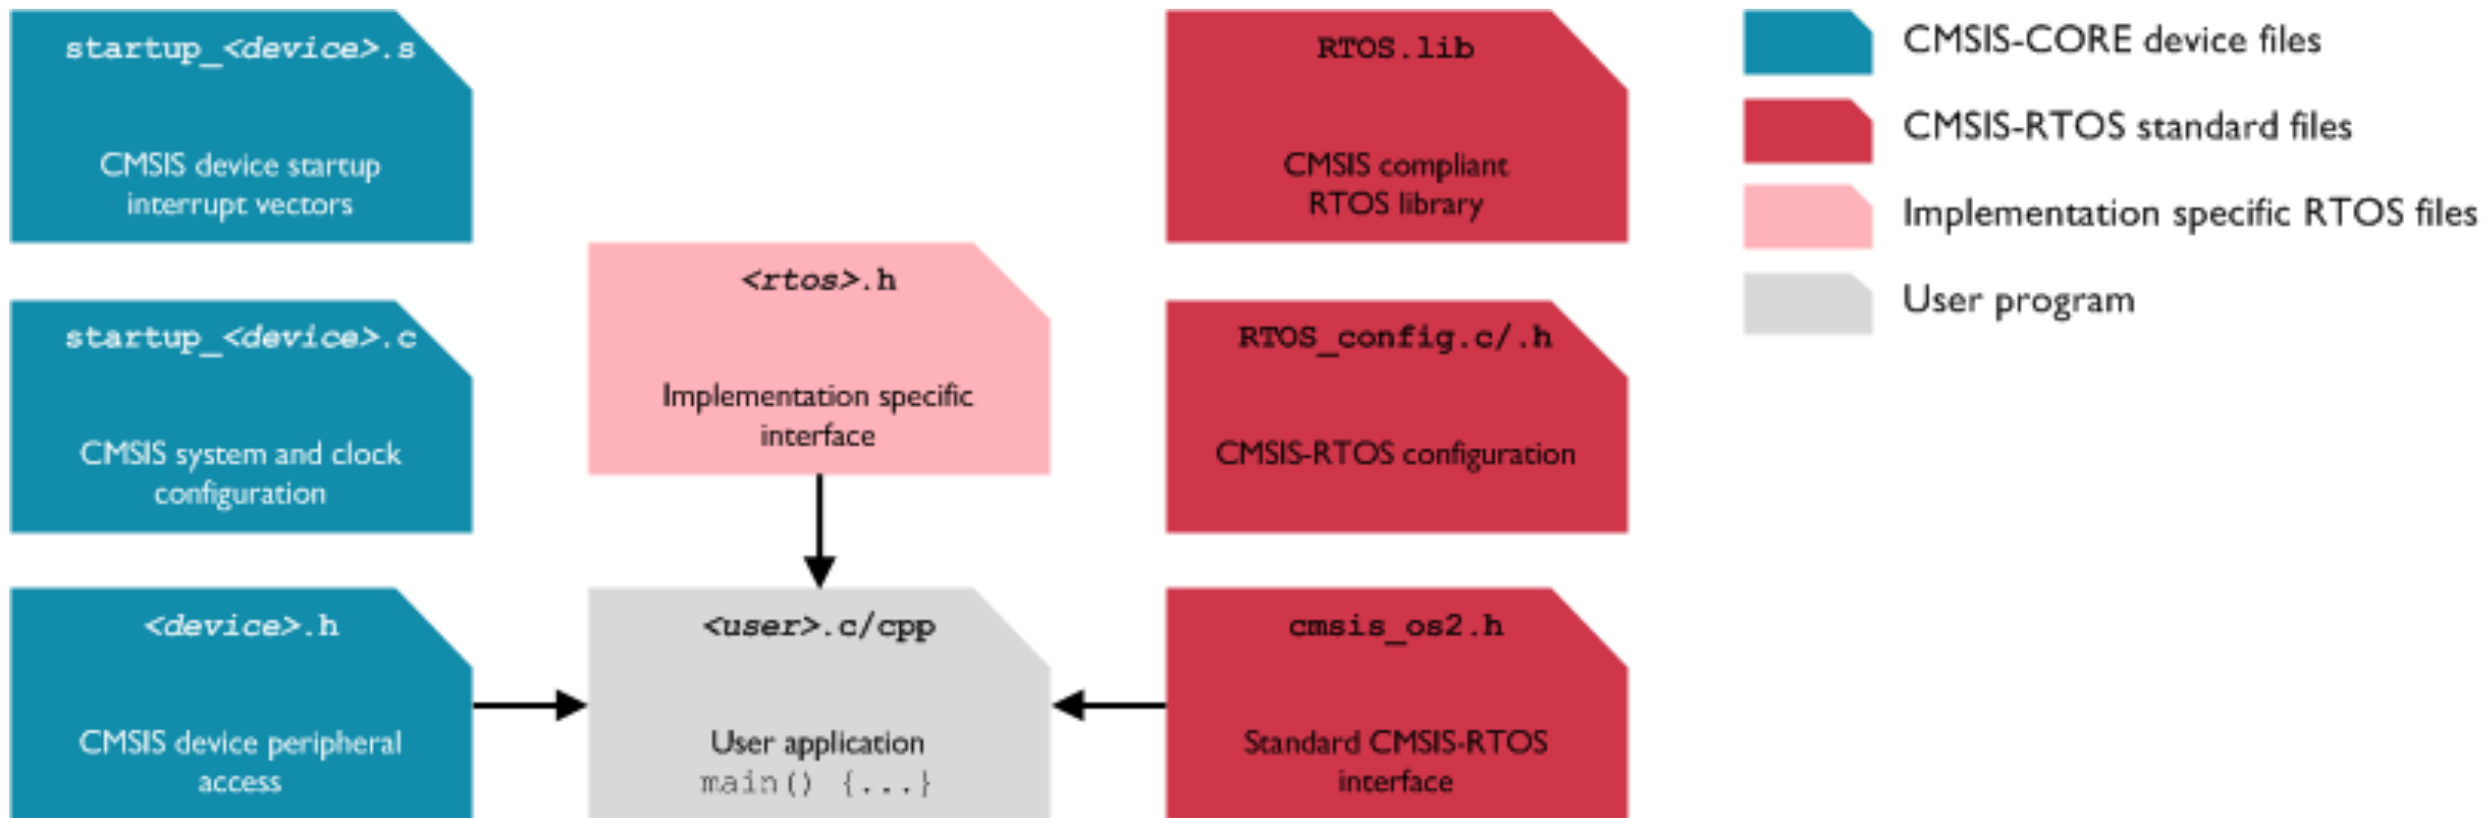 startup_<device>.s
CMSIS device startup
interrupt vectors
startup_<device>.c
CMSIS system and clock
configuration
<device>.h
CMSIS device peripheral
access
<rtos>.h
Implementation specific
interface
<user>.c/cpp
User application
main() {...}
RTOS.lib
CMSIS compliant
RTOS library
RTOS_config.c/.h
CMSIS-RTOS configuration
cmsis_os2.h
Standard CMSIS-RTOS
interface
CMSIS-CORE device files
CMSIS-RTOS standard files
Implementation specific RTOS files
User program